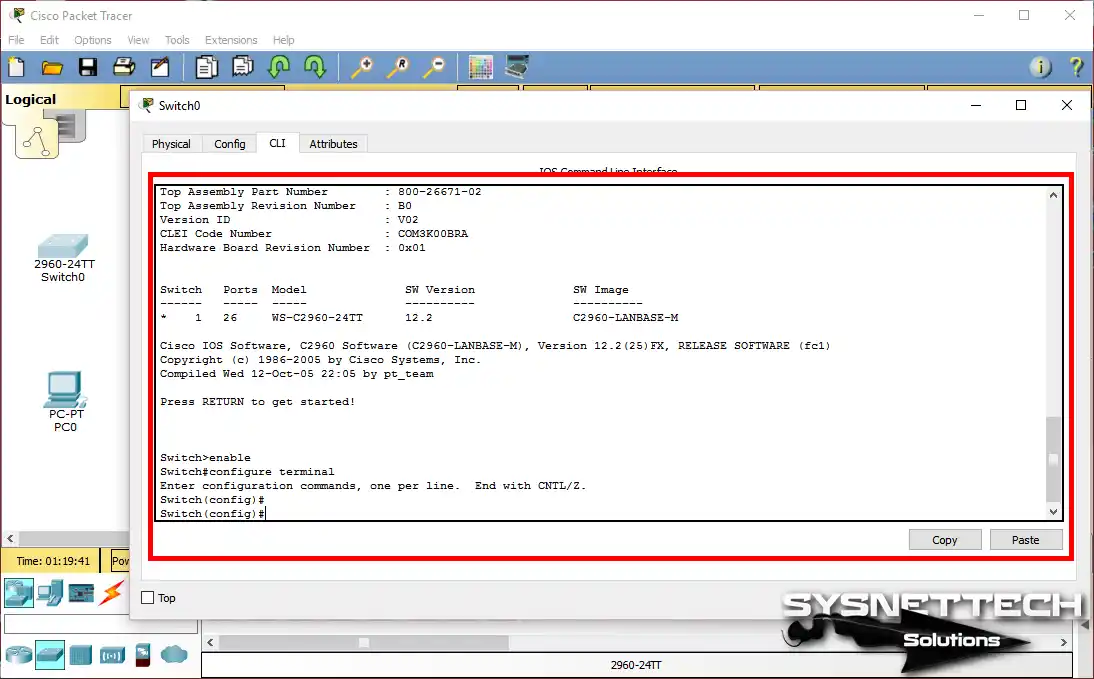 Cisco Packet Tracer
File Edit Options View Tools Extensions Help
Logical
Switch0
Physical Config CLI Attributes
IOS Command Line Interface
Top Assembly Part Number : 800-26671-02
Top Assembly Revision Number : B0
Version ID : V02
CLEI Code Number : COM3K00BRA
Hardware Board Revision Number : 0x01
Switch Ports Model SW Version SW Image
------ ----- ----- ---------- ----------
* 1 26 WS-C2960-24TT 12.2 C2960-LANBASE-M
Cisco IOS Software, C2960 Software (C2960-LANBASE-M), Version 12.2(25)FX, RELEASE SOFTWARE (fc1)
Copyright (c) 1986-2005 by Cisco Systems, Inc.
Compiled Wed 12-Oct-05 22:05 by pt_team
Press RETURN to get started!
Switch>enable
Switch#configure terminal
Enter configuration commands, one per line. End with CNTL/Z.
Switch(config)#
Switch(config)#
Copy Paste
Top
2960-24TT
Switch0
PC-PT
PC0
Time: 01:19:41 Pow
2960-24TT
SYSNETTECH
Solutions